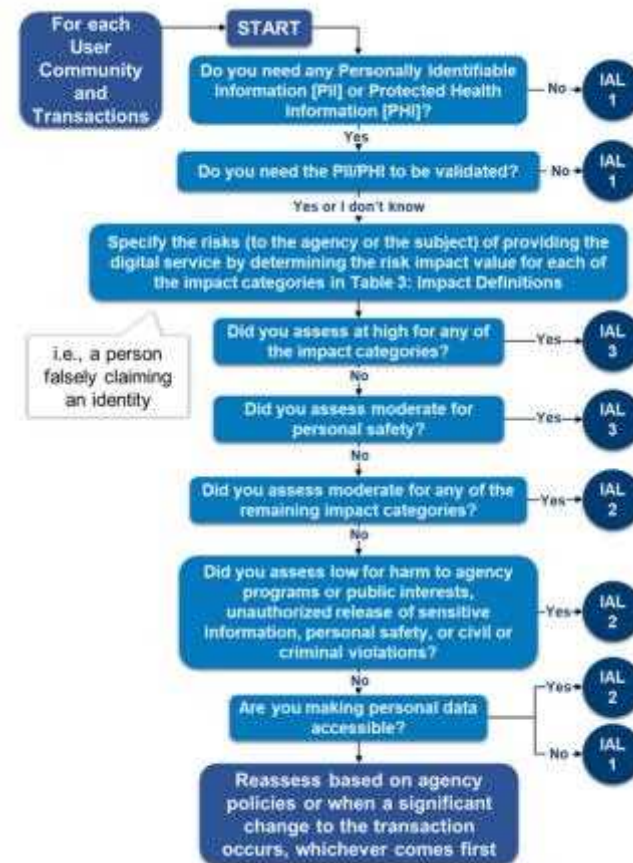 For each
User
Community
and
Transactions
START
Do you need any Personally Identifiable
Information [PII] or Protected Health
Information [PHI]?
No
IAL
1
Yes
Do you need the PII/PHI to be validated?
No
IAL
1
Yes or I don't know
Specify the risks (to the agency or the subject) of providing the
digital service by determining the risk impact value for each of
the impact categories in Table 3: Impact Definitions
i.e., a person
falsely claiming
an identity
Did you assess at high for any of
the impact categories?
Yes
IAL
3
No
Did you assess moderate for
personal safety?
Yes
IAL
3
No
Did you assess moderate for any of the
remaining impact categories?
Yes
IAL
2
No
Did you assess low for harm to agency
programs or public interests,
unauthorized release of sensitive
information, personal safety, or civil or
criminal violations?
Yes
IAL
2
No
Are you making personal data
accessible?
Yes
IAL
2
No
IAL
1
Reassess based on agency
policies or when a significant
change to the transaction
occurs, whichever comes first